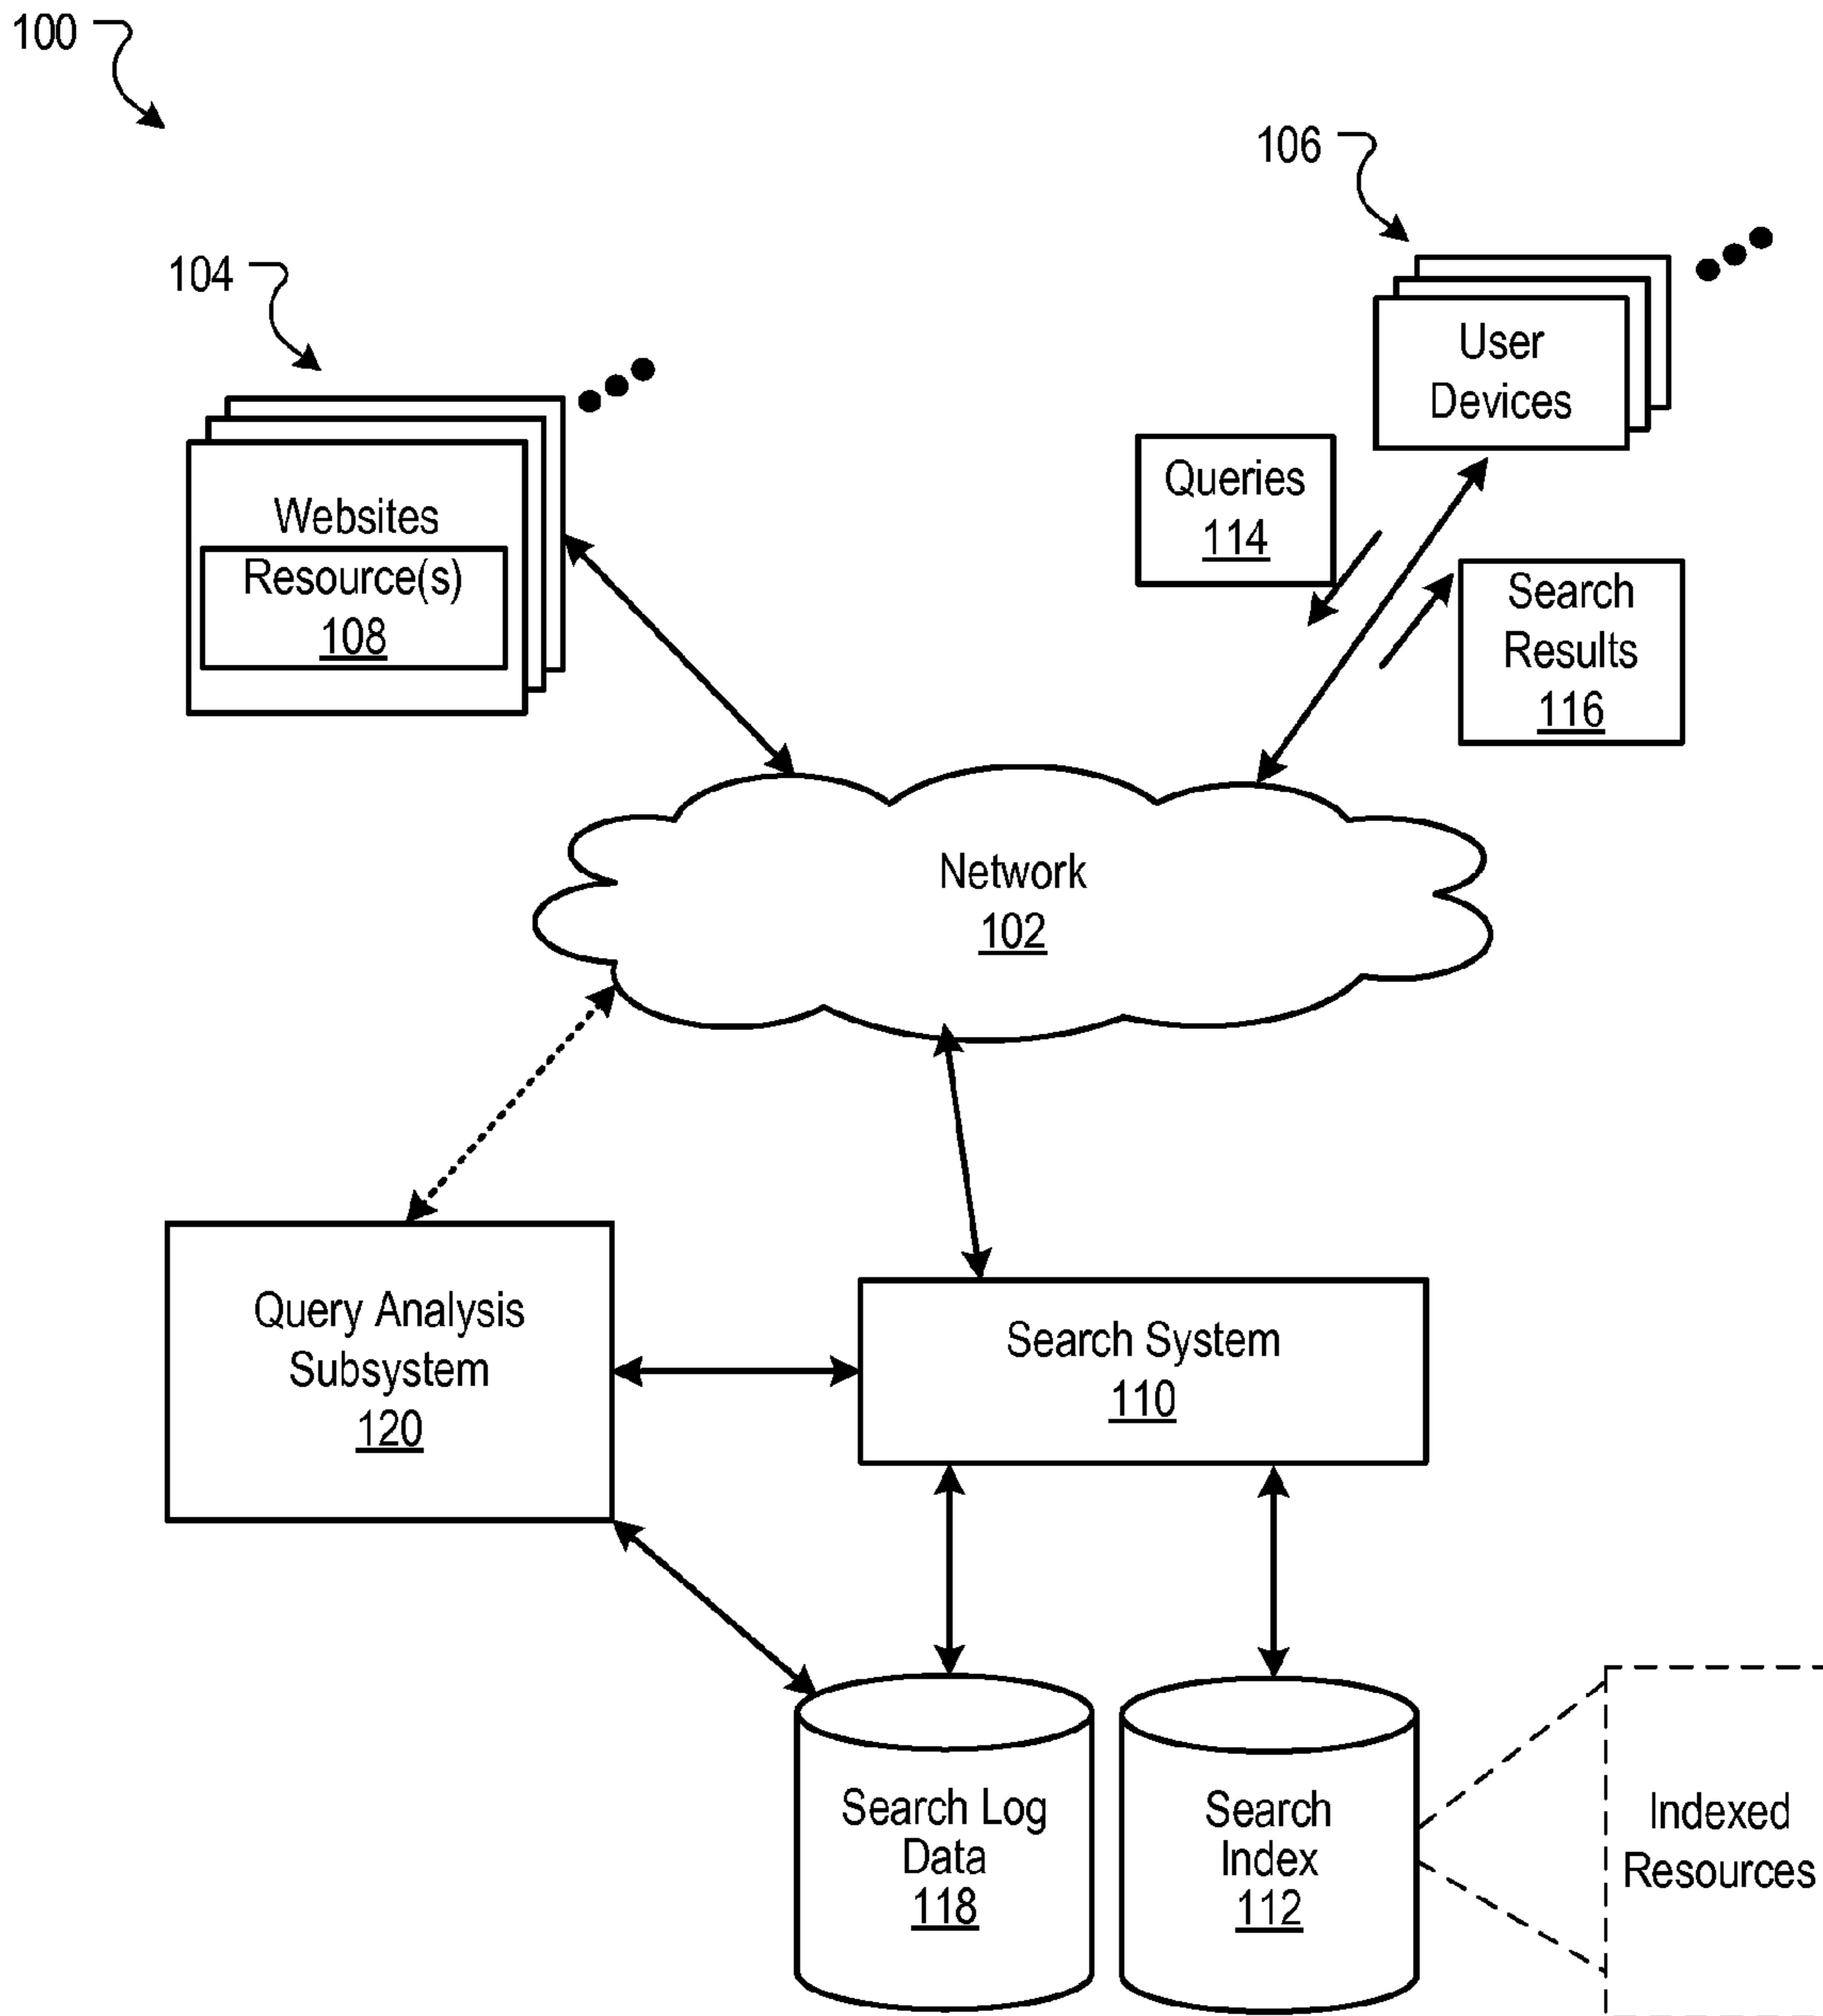 100
106
104
User
Devices
Queries
114
Websites
Resource(s)
108
Search
Results
116
Network
102
Query Analysis
Subsystem
120
Search System
110
Search Log
Data
118
Search
Index
112
Indexed
Resources